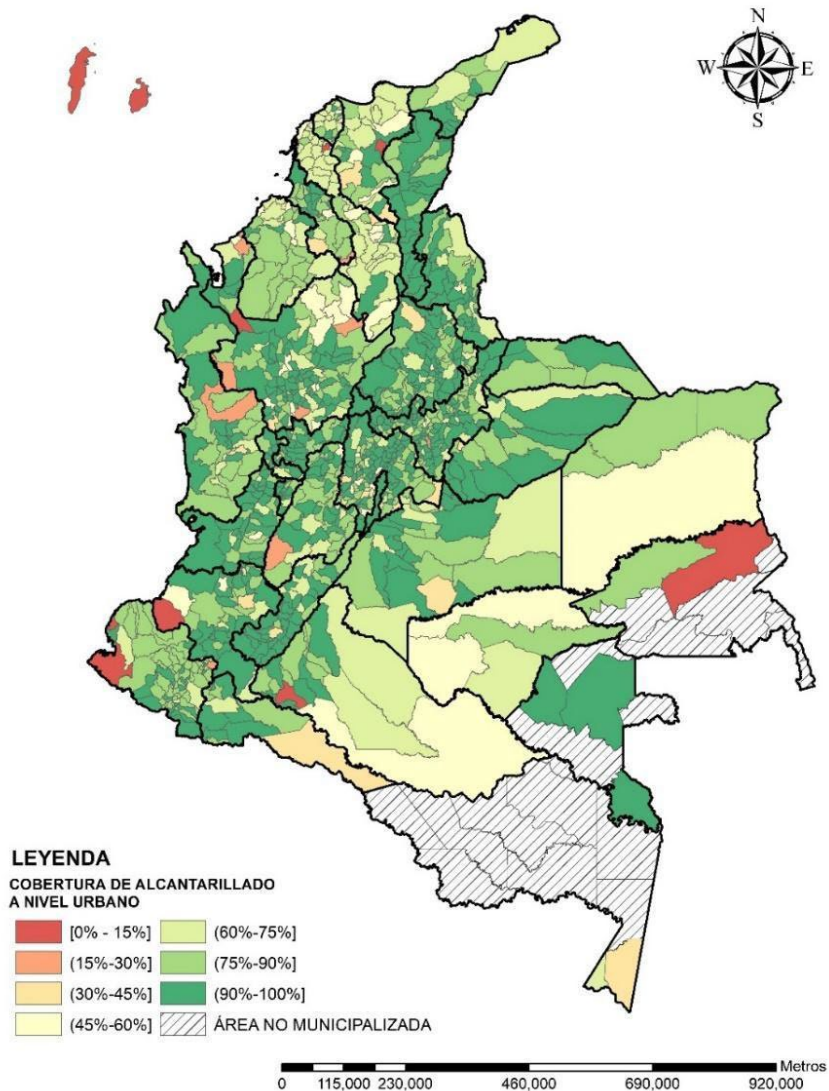 N
W E
S
LEYENDA
COBERTURA DE ALCANTARILLADO
A NIVEL URBANO
[0% - 15%] (60%-75%]
(15%-30%] (75%-90%]
(30%-45%] (90%-100%]
(45%-60%] ÁREA NO MUNICIPALIZADA
Metros
0 115,000 230,000 460,000 690,000 920,000